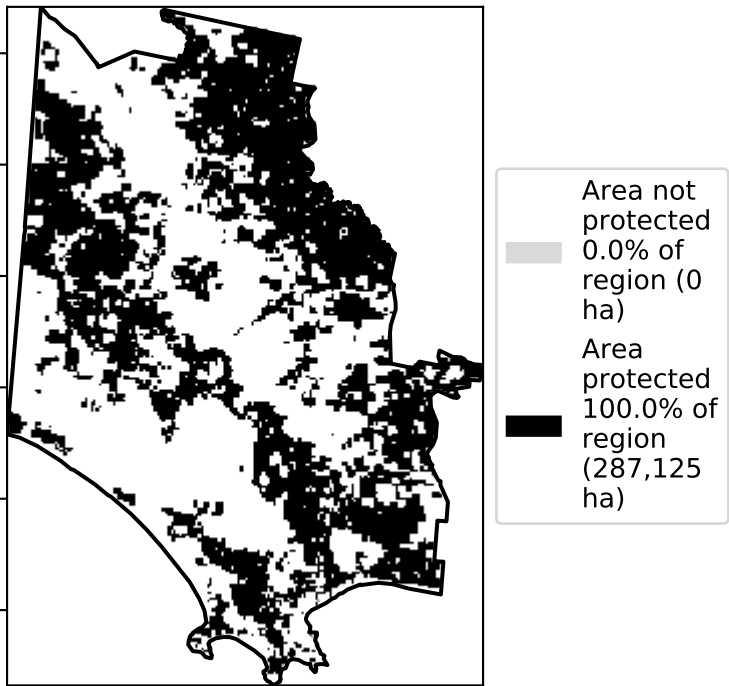 Area not
protected
0.0% of
region (0
ha)
Area
protected
100.0% of
region
(287,125
ha)